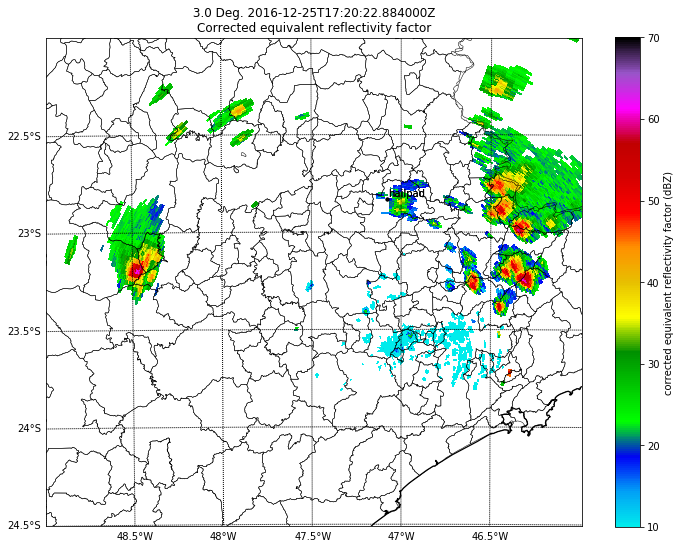 3.0 Deg. 2016-12-25T17:20:22.884000Z
Corrected equivalent reflectivity factor
22.5°S
23°S
23.5°S
24°S
24.5°S
48.5°W
48°W
47.5°W
47°W
46.5°W
70
60
50
40
30
20
10
corrected equivalent reflectivity factor (dBZ)